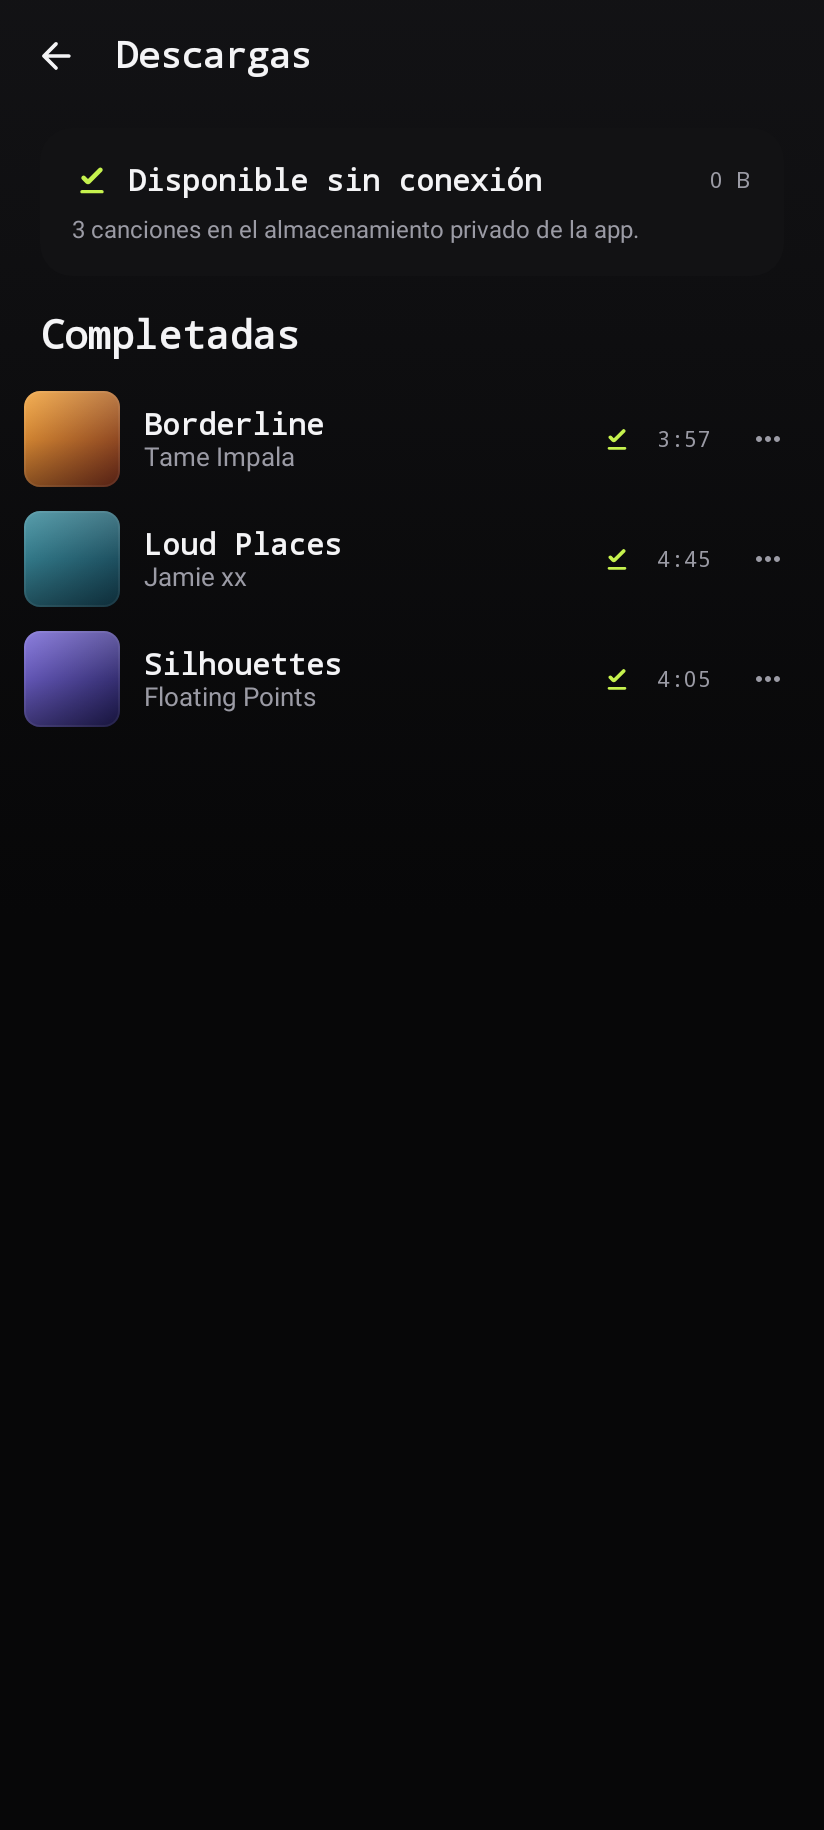 Descargas
Disponible sin conexión 0 B
3 canciones en el almacenamiento privado de la app.
Completadas
Borderline
Tame Impala
3:57
Loud Places
Jamie xx
4:45
Silhouettes
Floating Points
4:05